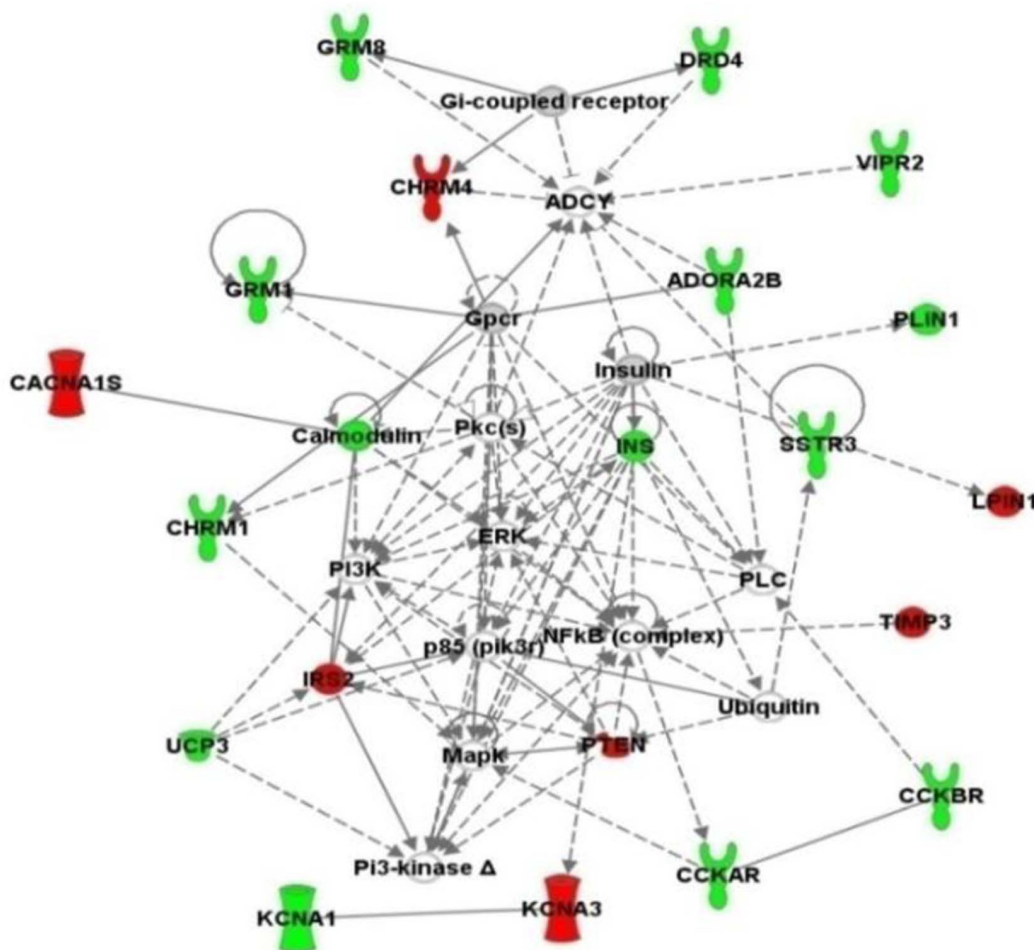 GRM8
DRD4
Gi-coupled receptor
VIPR2
CHRM4
ADCY
ADORA2B
GRM1
Gpcr
PLIN1
Insulin
CACNA1S
Calmodulin
Pkc(s)
INS
SSTR3
LPIN1
CHRM1
ERK
PI3K
PLC
TIMP3
NFkB (complex)
p85 (pik3r)
IRS2
Ubiquitin
UCP3
PTEN
Mapk
CCKBR
Pi3-kinase Δ
CCKAR
KCNA3
KCNA1